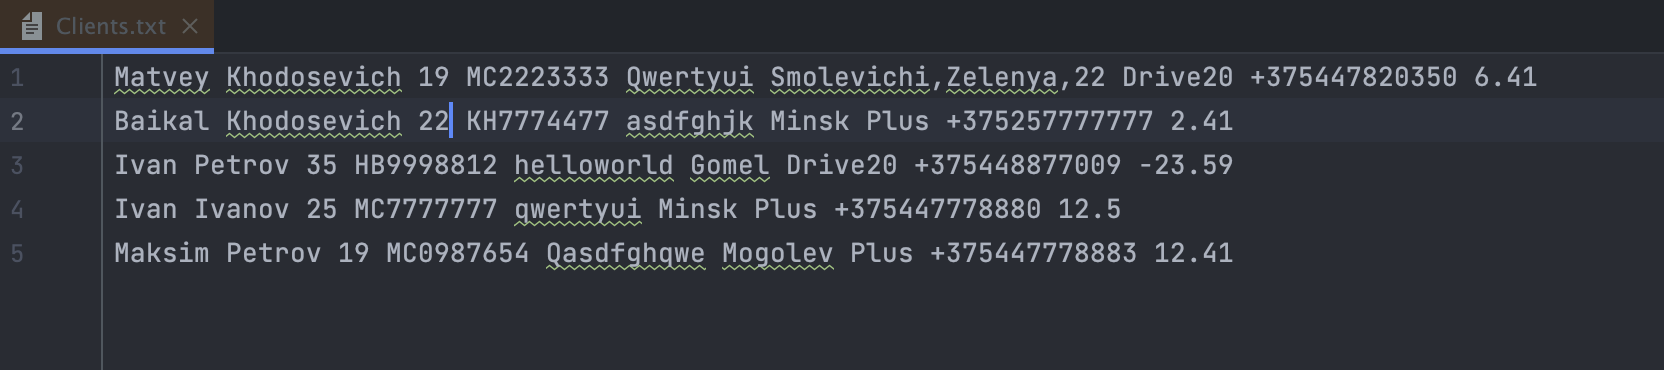 Clients.txt
1 Matvey Khodosevich 19 MC2223333 Qwertyui Smolevichi,Zelenya,22 Drive20 +375447820350 6.41
2 Baikal Khodosevich 22 KH7774477 asdfghjk Minsk Plus +375257777777 2.41
3 Ivan Petrov 35 HB9998812 helloworld Gomel Drive20 +375448877009 -23.59
4 Ivan Ivanov 25 MC7777777 qwertyui Minsk Plus +375447778880 12.5
5 Maksim Petrov 19 MC0987654 Qasdfghqwe Mogolev Plus +375447778883 12.41